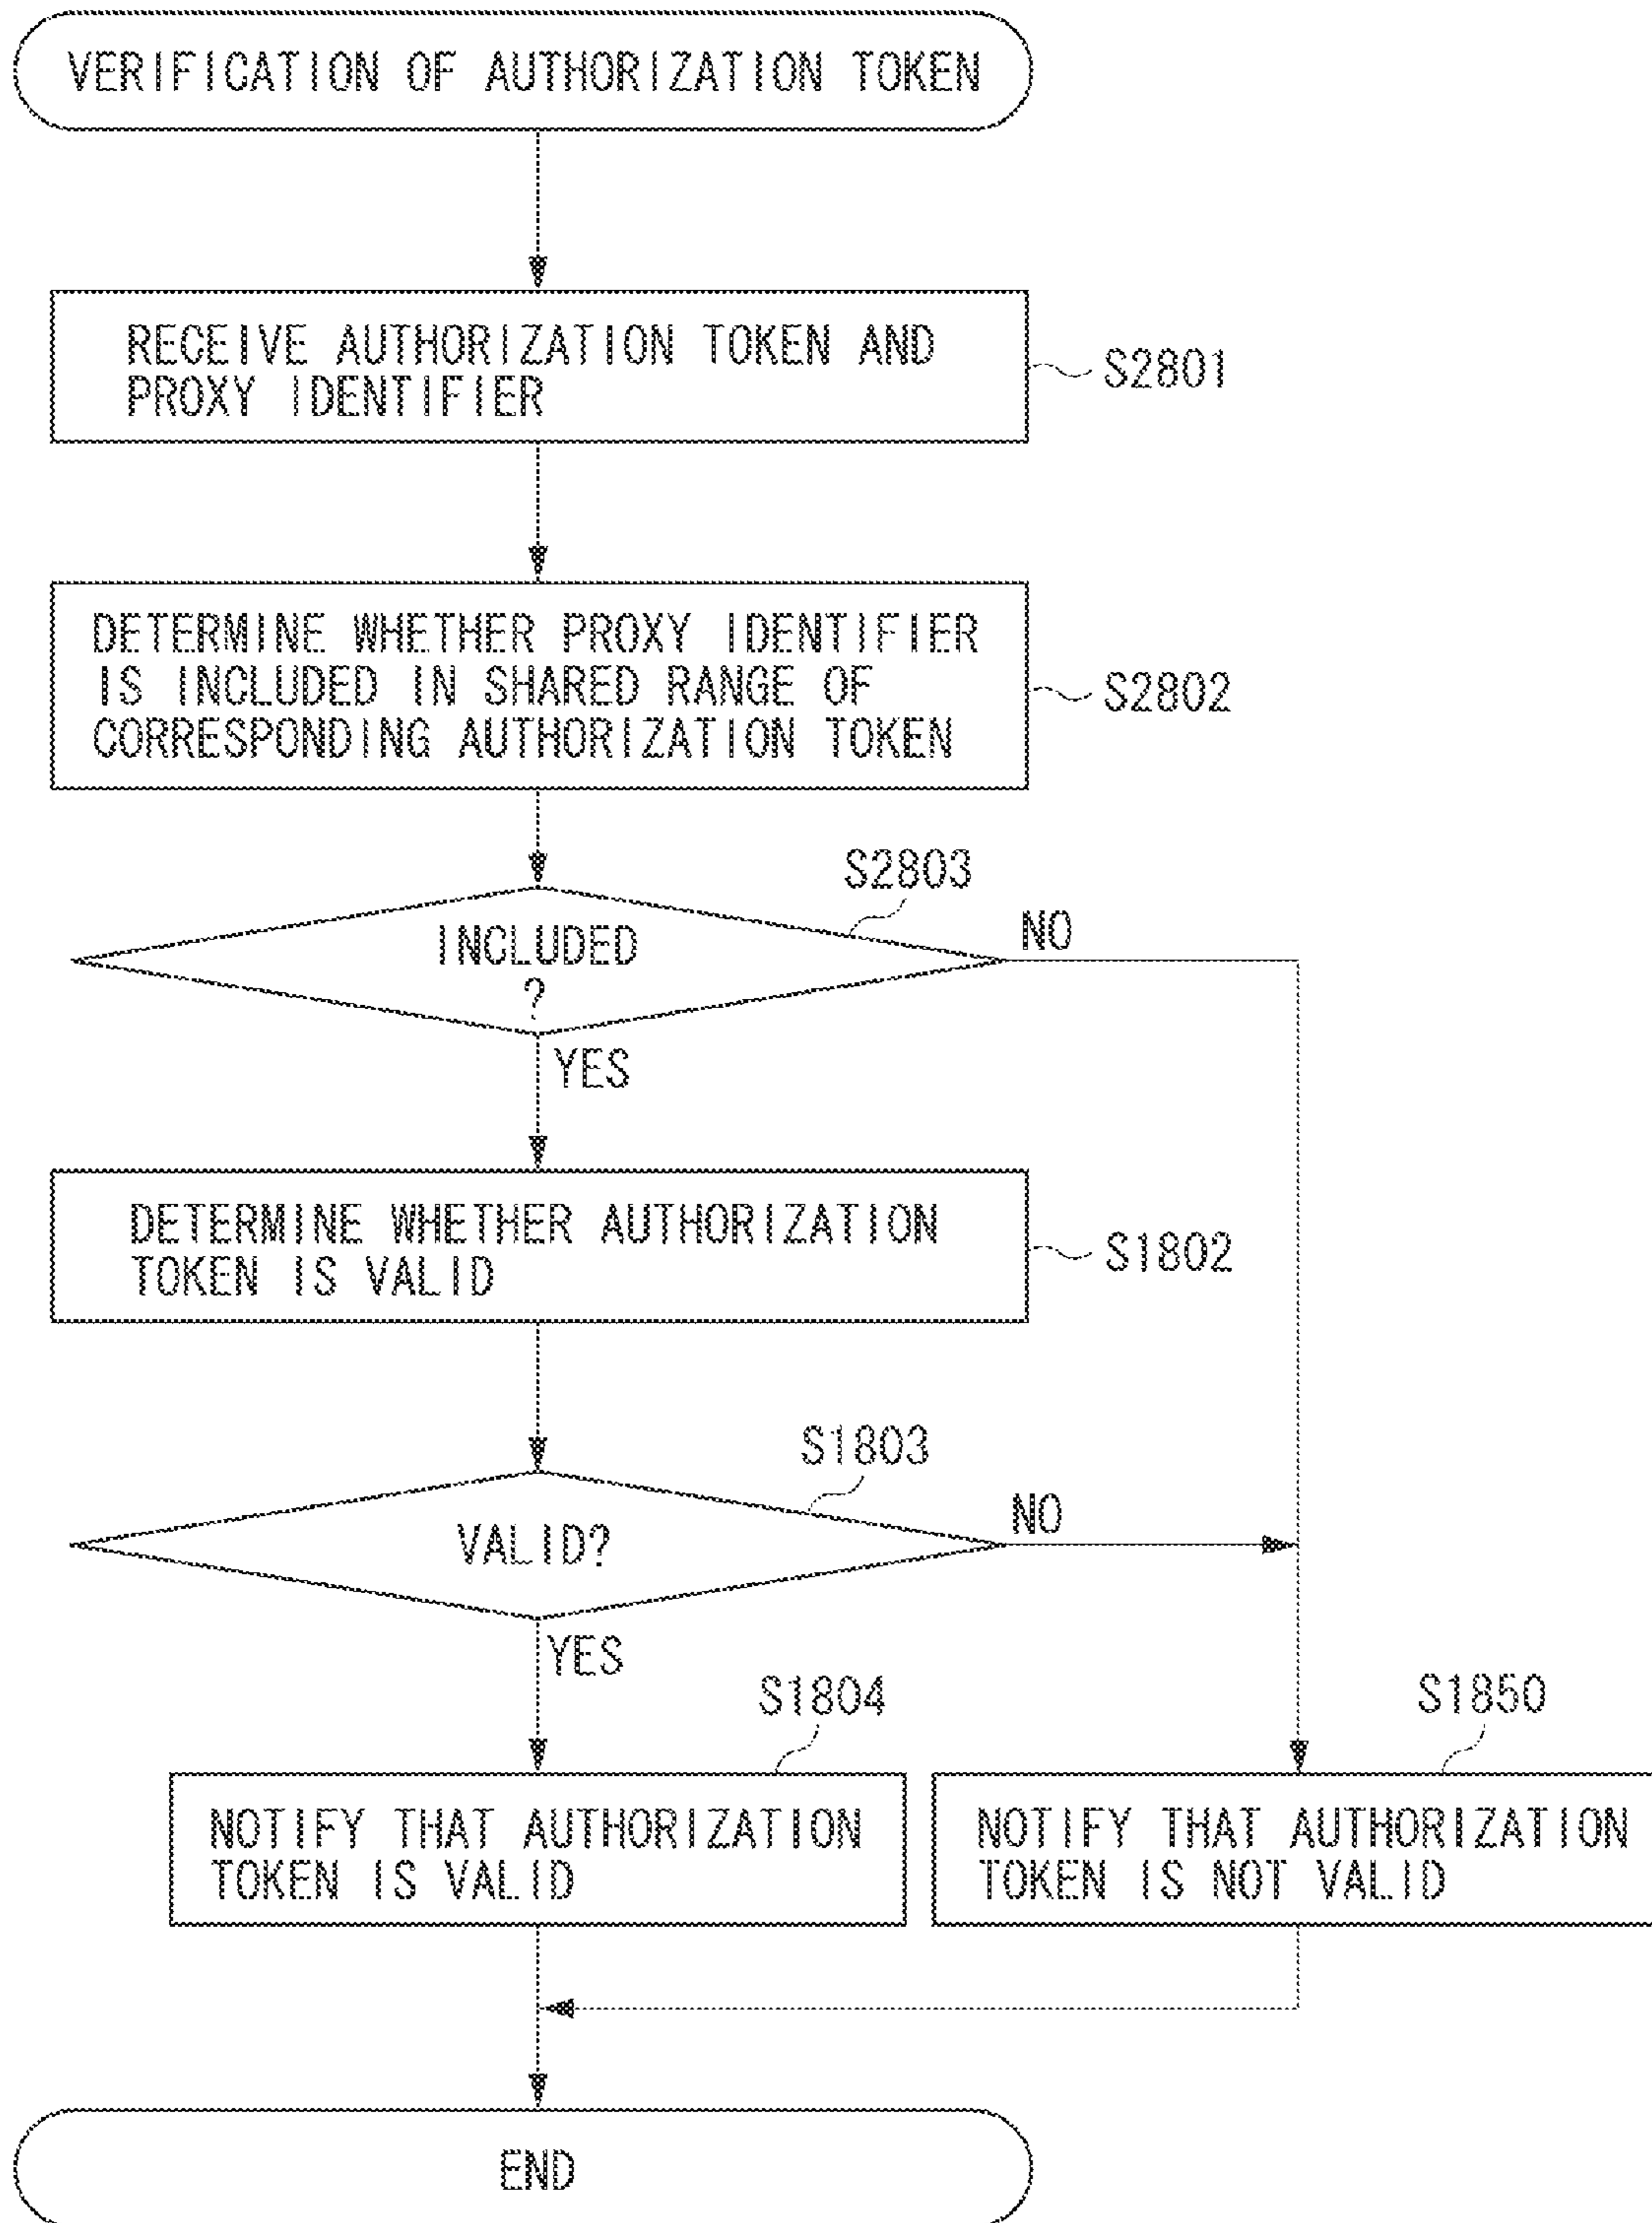 VERIFICATION OF AUTHORIZATION TOKEN
RECEIVE AUTHORIZATION TOKEN AND
PROXY IDENTIFIER
S2801
DETERMINE WHETHER PROXY IDENTIFIER
IS INCLUDED IN SHARED RANGE OF
CORRESPONDING AUTHORIZATION TOKEN
S2802
S2803
INCLUDED
?
NO
YES
DETERMINE WHETHER AUTHORIZATION
TOKEN IS VALID
S1802
S1803
VALID?
NO
YES
S1804
NOTIFY THAT AUTHORIZATION
TOKEN IS VALID
S1850
NOTIFY THAT AUTHORIZATION
TOKEN IS NOT VALID
END